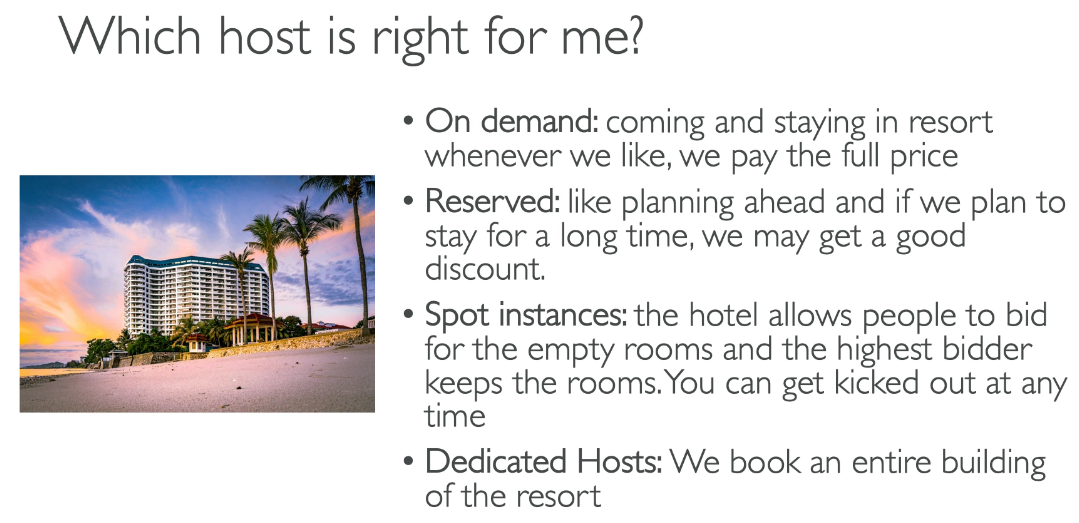 Which host is right for me?
• On demand: coming and staying in resort
whenever we like, we pay the full price
• Reserved: like planning ahead and if we plan to
stay for a long time, we may get a good
discount.
• Spot instances: the hotel allows people to bid
for the empty rooms and the highest bidder
keeps the rooms. You can get kicked out at any
time
• Dedicated Hosts: We book an entire building
of the resort